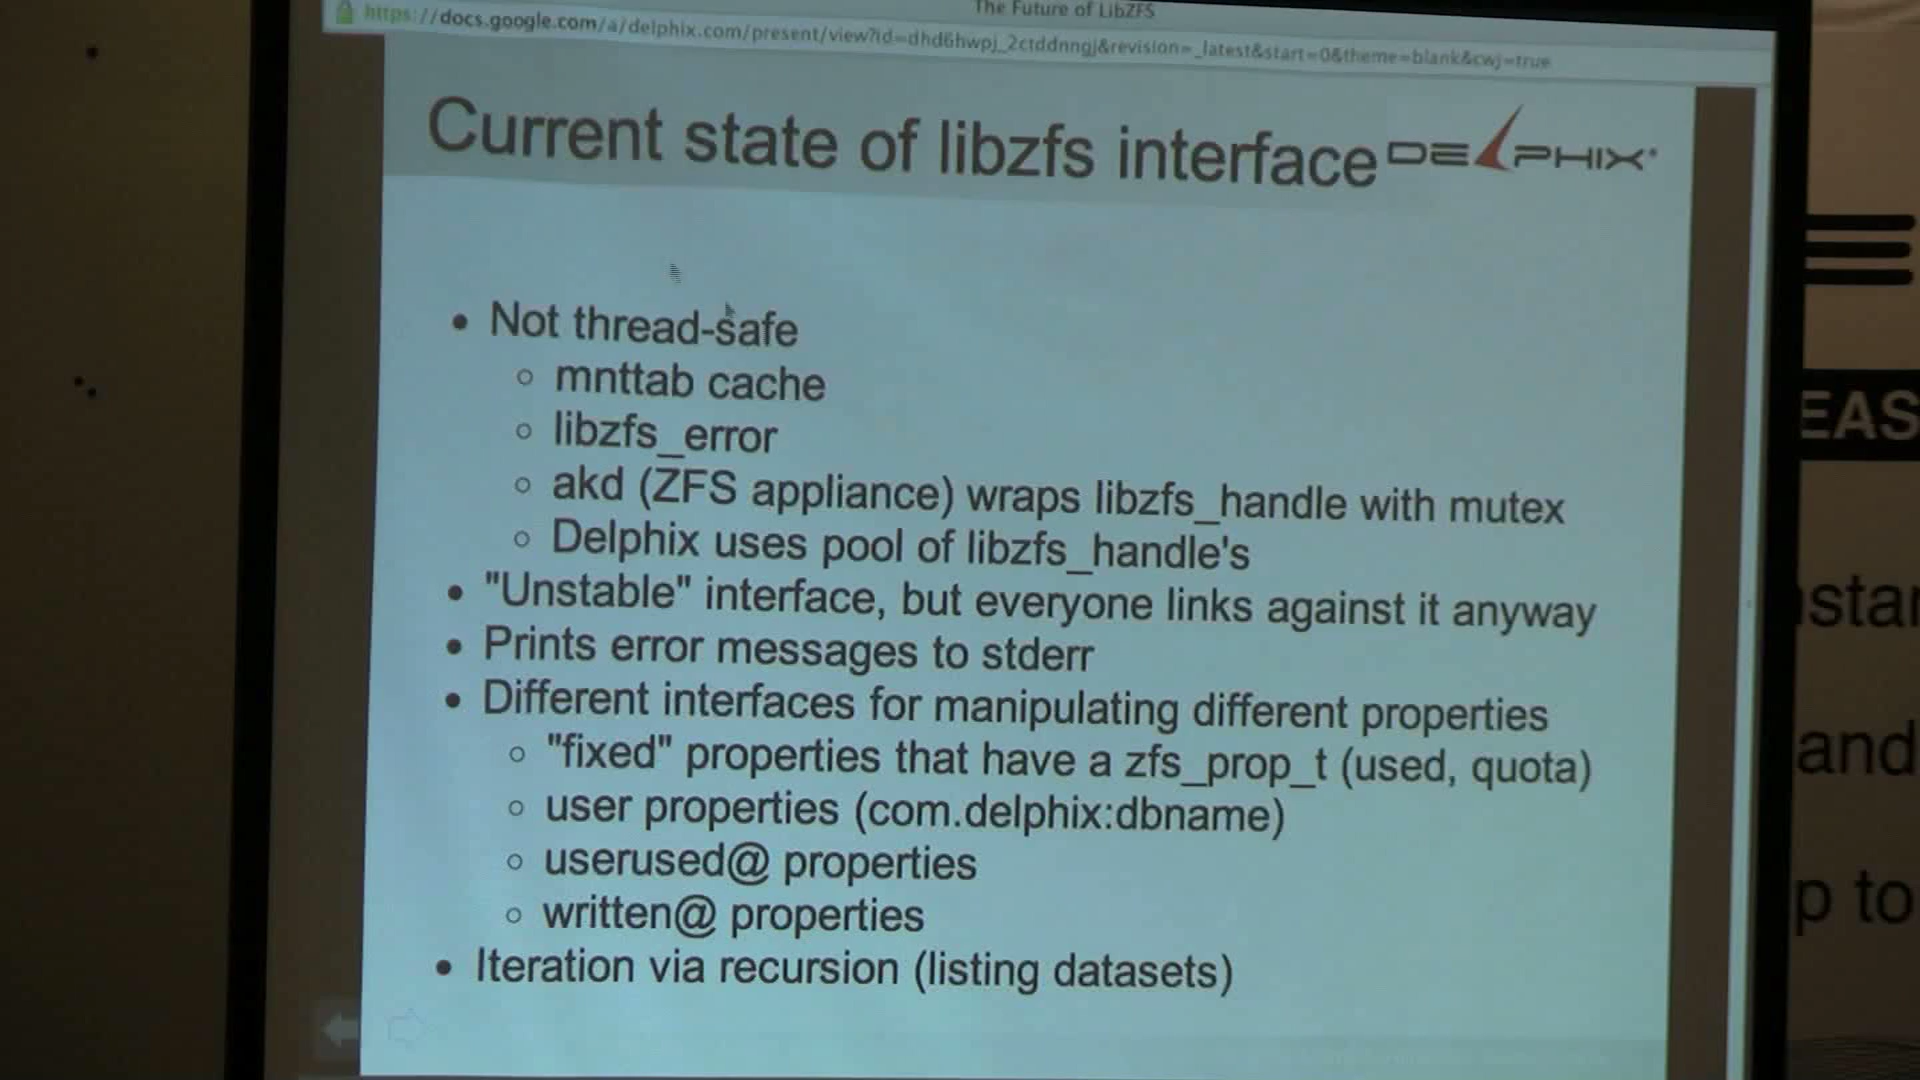 The Future of LibZFS
https://docs.google.com/a/delphix.com/present/view?id=dhd6hwpj_2ctddnngj&revision=_latest&start=0&theme=blank&cwj=true
Current state of libzfs interface DELPHIX
• Not thread-safe
○ mnttab cache
○ libzfs_error
○ akd (ZFS appliance) wraps libzfs_handle with mutex
○ Delphix uses pool of libzfs_handle's
• "Unstable" interface, but everyone links against it anyway
• Prints error messages to stderr
• Different interfaces for manipulating different properties
○ "fixed" properties that have a zfs_prop_t (used, quota)
○ user properties (com.delphix:dbname)
○ userused@ properties
○ written@ properties
• Iteration via recursion (listing datasets)
EAS
star
and
p to